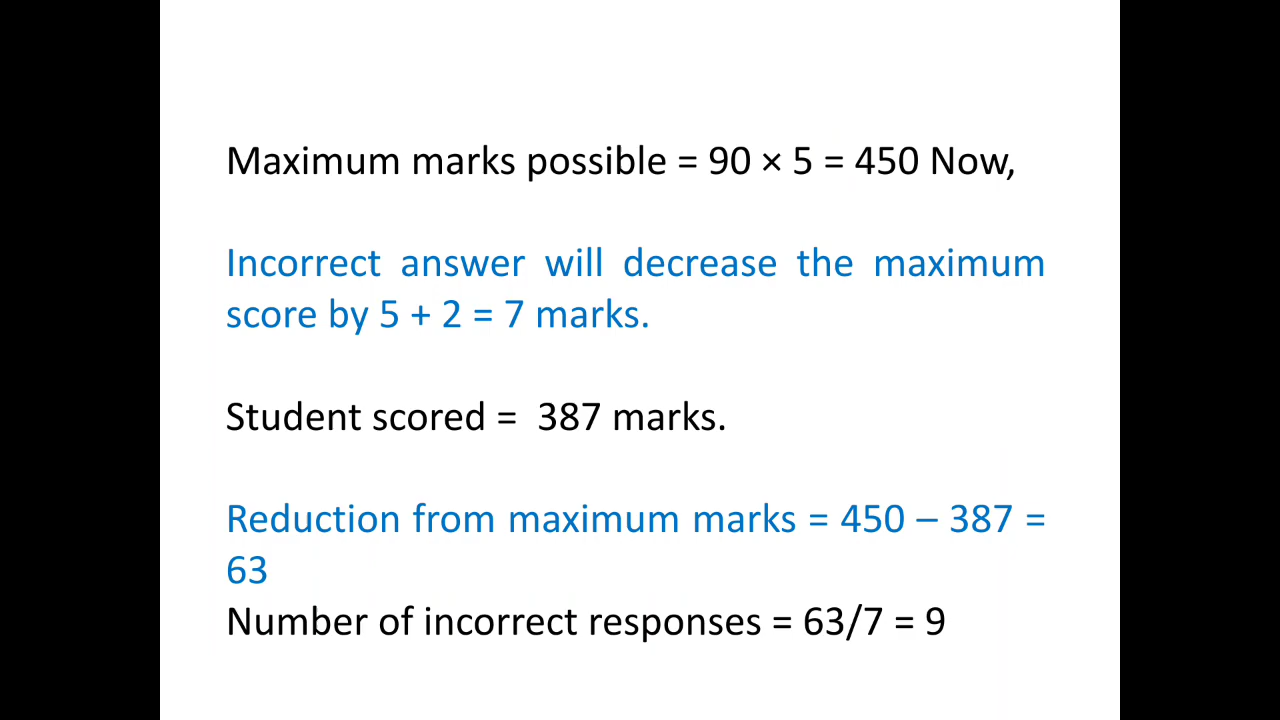 Maximum marks possible = 90 × 5 = 450 Now,
Incorrect answer will decrease the maximum
score by 5 + 2 = 7 marks.
Student scored = 387 marks.
Reduction from maximum marks = 450 – 387 =
63
Number of incorrect responses = 63/7 = 9